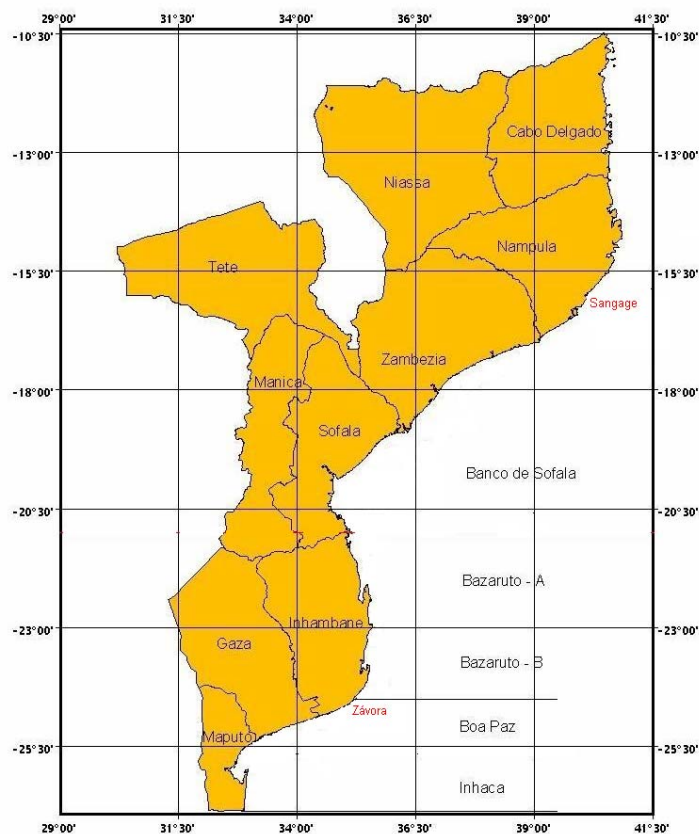 29°00' 31°30' 34°00' 36°30' 39°00' 41°30'
-10°30' -10°30'
Cabo Delgado
-13°00' -13°00'
Niassa
Nampula
Tete
-15°30' -15°30'
Sangage
Zambezia
Manica
-18°00' -18°00'
Sofala
Banco de Sofala
-20°30' -20°30'
Bazaruto - A
Inhambane
-23°00' -23°00'
Gaza
Bazaruto - B
Závora
Boa Paz
Maputo
-25°30' -25°30'
Inhaca
29°00' 31°30' 34°00' 36°30' 39°00' 41°30'